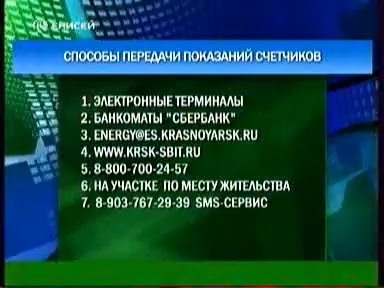 ЕНИСЕЙ
СПОСОБЫ ПЕРЕДАЧИ ПОКАЗАНИЙ СЧЕТЧИКОВ
1. ЭЛЕКТРОННЫЕ ТЕРМИНАЛЫ
2. БАНКОМАТЫ "СБЕРБАНК"
3. ENERGY@ES.KRASNOYARSK.RU
4. WWW.KRSK-SBIT.RU
5. 8-800-700-24-57
6. НА УЧАСТКЕ ПО МЕСТУ ЖИТЕЛЬСТВА
7. 8-903-767-29-39 SMS-СЕРВИС